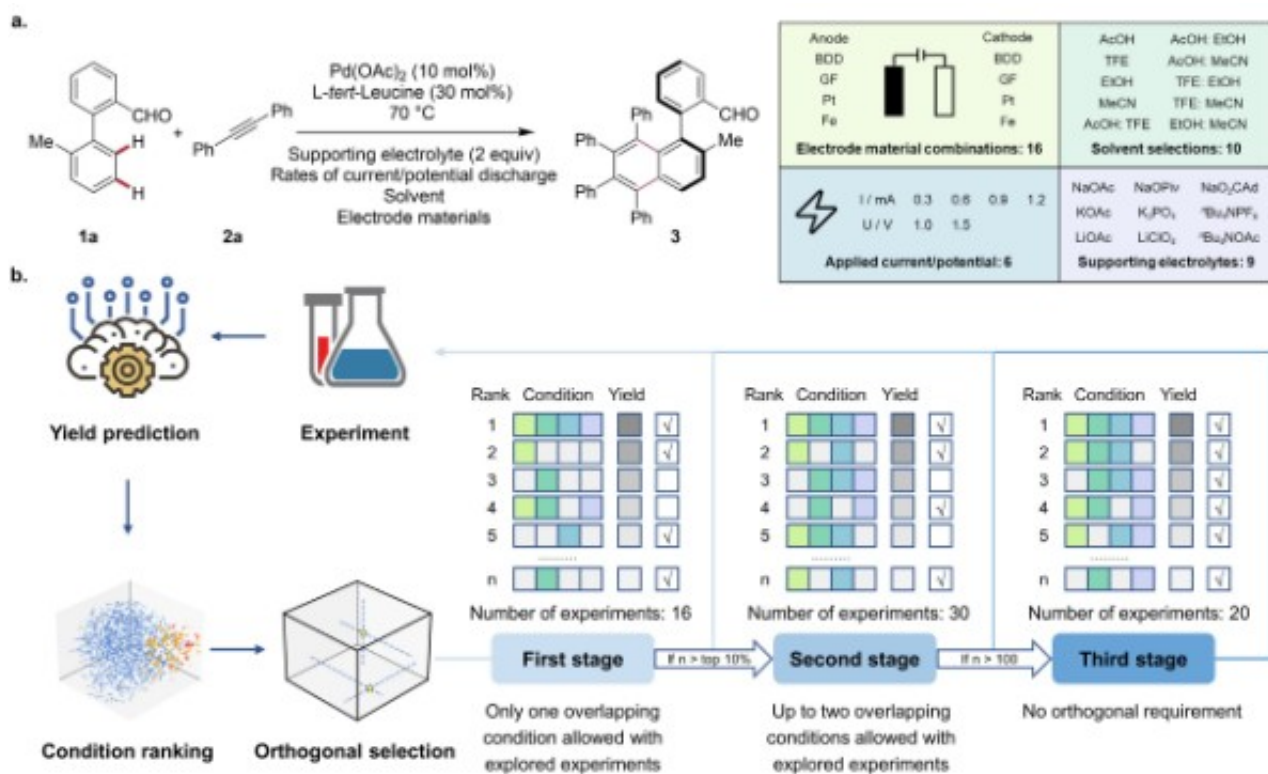 a.
CHO
Me
H
H
1a
+
Ph
Ph
2a
Pd(OAc)₂ (10 mol%)
L-tert-Leucine (30 mol%)
70 °C
Supporting electrolyte (2 equiv)
Rates of current/potential discharge
Solvent
Electrode materials
Ph
Ph
Ph
Ph
CHO
Me
3
Anode
BDD
GF
Pt
Fe
Cathode
BDD
GF
Pt
Fe
Electrode material combinations: 16
AcOH AcOH: EtOH
TFE AcOH: MeCN
EtOH TFE: EtOH
MeCN TFE: MeCN
AcOH: TFE EtOH: MeCN
Solvent selections: 10
I / mA 0.3 0.6 0.9 1.2
U / V 1.0 1.5
Applied current/potential: 6
NaOAc NaOPiv NaO₂CAd
KOAc
LiOAc
Supporting electrolytes: 9
b.
Yield prediction
Experiment
Condition ranking
Orthogonal selection
Rank Condition Yield
1 √
2 √
3
4
5 √
.........
n √
Number of experiments: 16
First stage
Only one overlapping
condition allowed with
explored experiments
If n > top 10%
Rank Condition Yield
1 √
2 √
3
4 √
5
.........
n √
Number of experiments: 30
Second stage
Up to two overlapping
conditions allowed with
explored experiments
If n > 100
Rank Condition Yield
1 √
2 √
3 √
4 √
5 √
.........
n √
Number of experiments: 20
Third stage
No orthogonal requirement